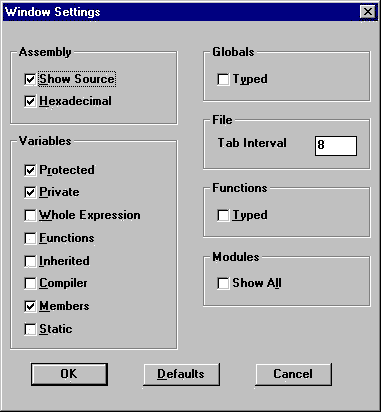 Window Settings
Assembly
Show Source
Hexadecimal
Variables
Protected
Private
Whole Expression
Functions
Inherited
Compiler
Members
Static
Globals
Typed
File
Tab Interval 8
Functions
Typed
Modules
Show All
OK Defaults Cancel